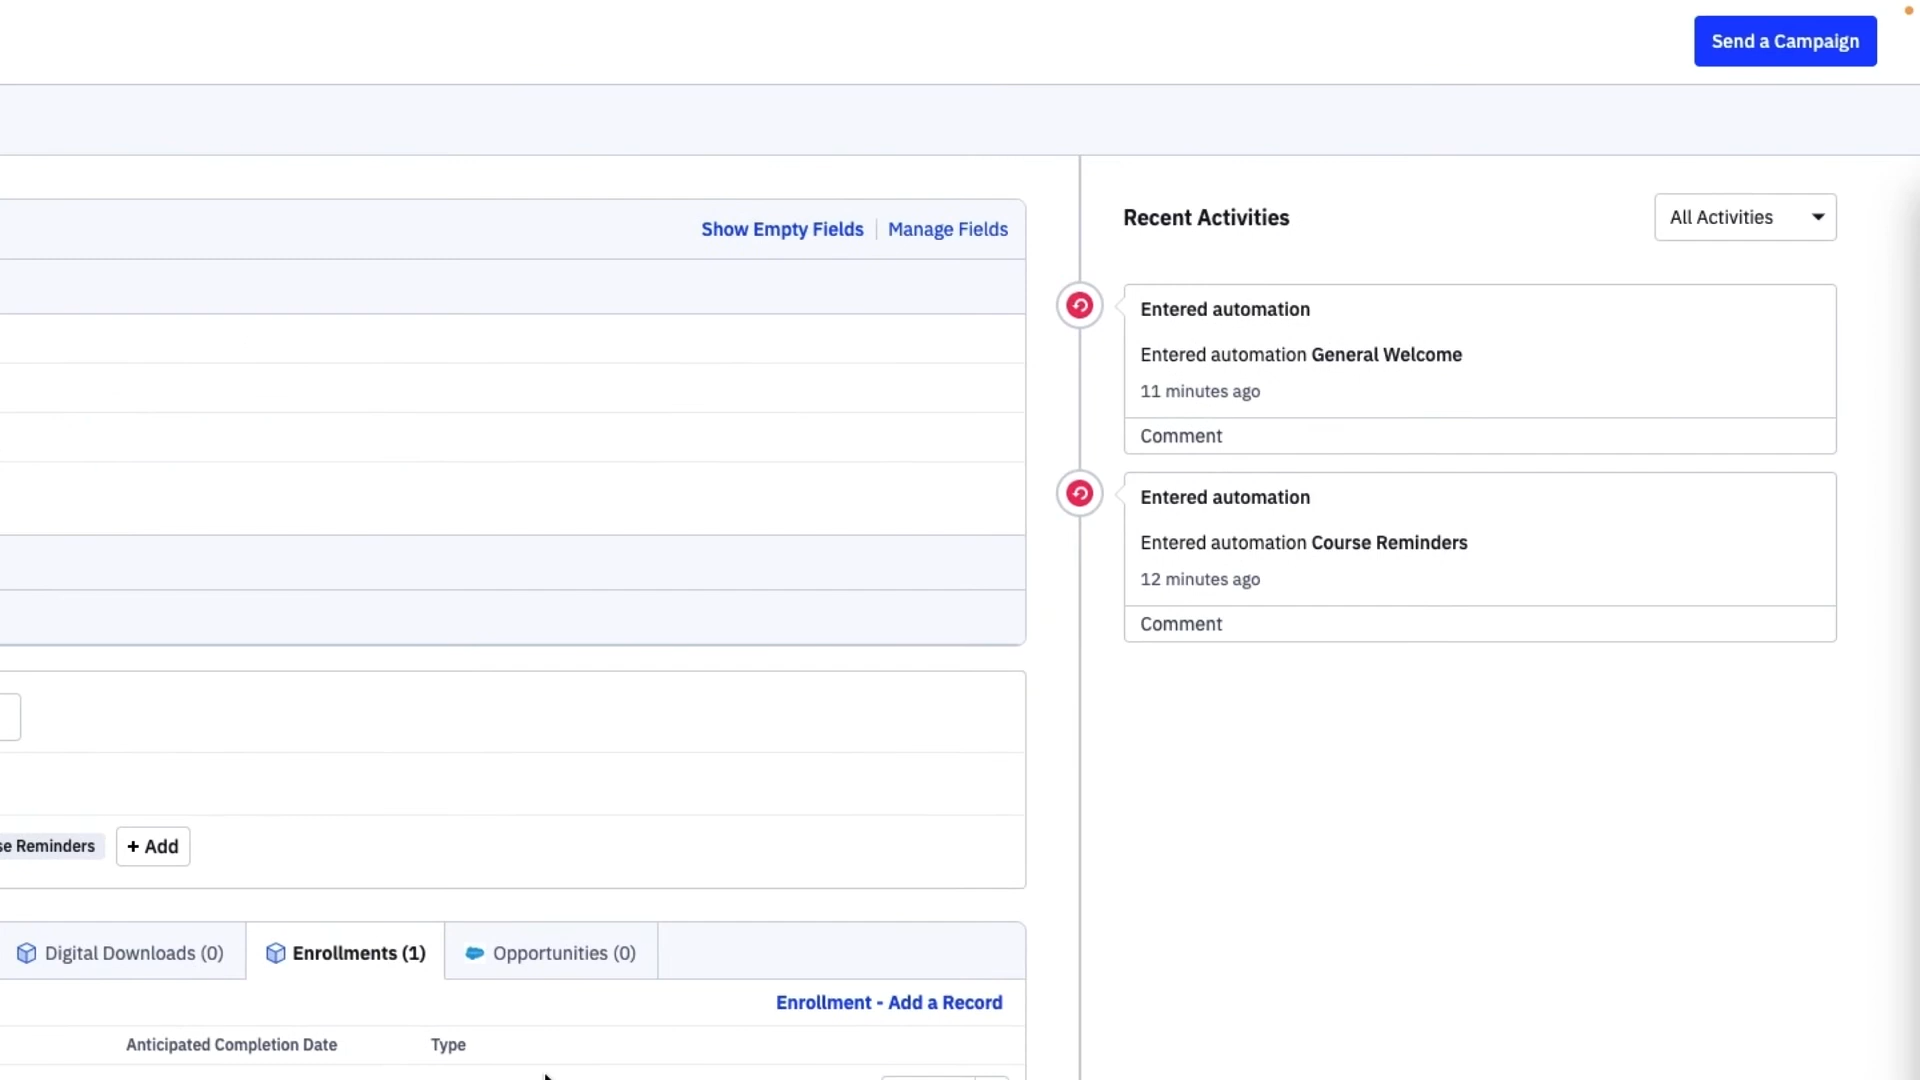 Send a Campaign
Show Empty Fields
Manage Fields
Recent Activities
All Activities
Entered automation
Entered automation General Welcome
11 minutes ago
Comment
Entered automation
Entered automation Course Reminders
12 minutes ago
Comment
se Reminders
+ Add
Digital Downloads (0)
Enrollments (1)
Opportunities (0)
Enrollment - Add a Record
Anticipated Completion Date
Type